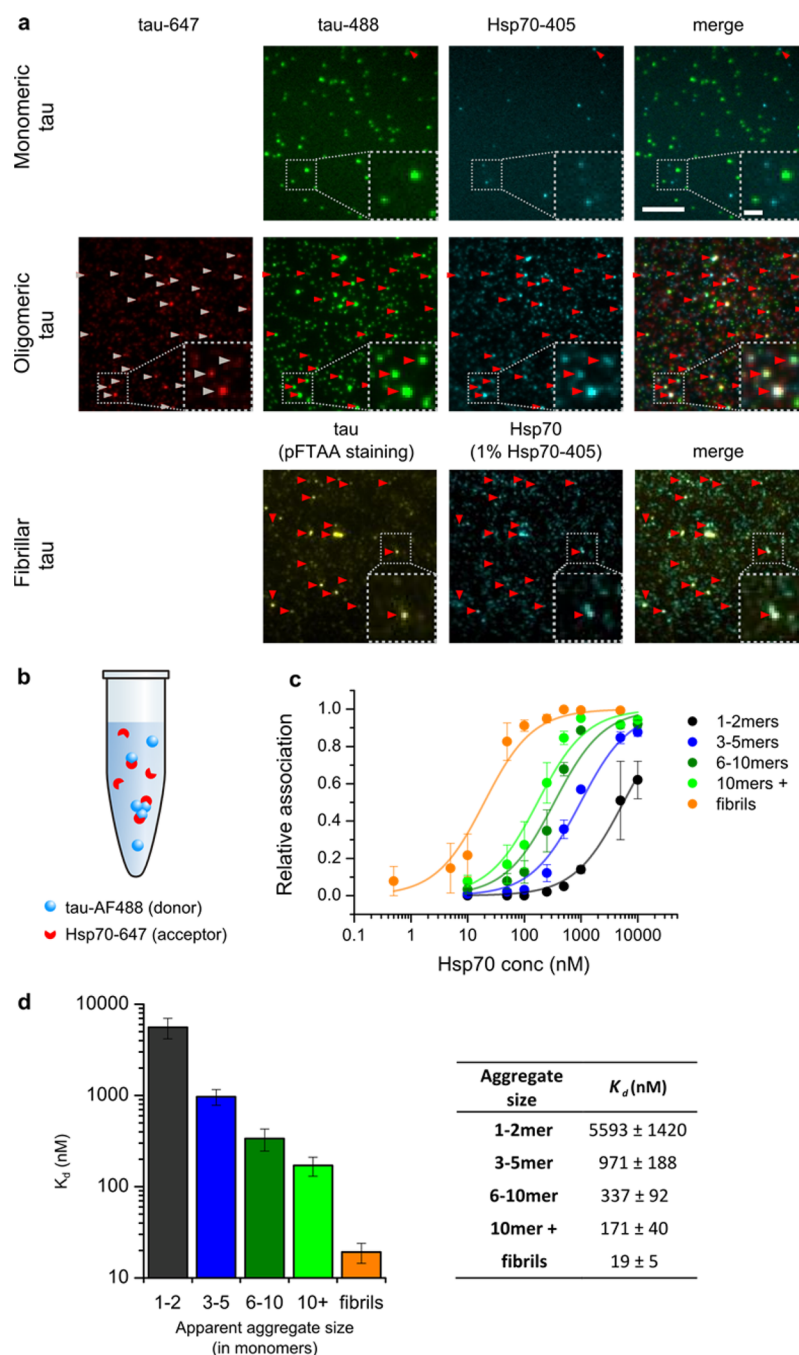 a
tau-647 tau-488 Hsp70-405 merge
Monomeric
tau
Oligomeric
tau
tau
(pFTAA staining)
Hsp70
(1% Hsp70-405)
merge
Fibrillar
tau
b
tau-AF488 (donor)
Hsp70-647 (acceptor)
c
Relative association
1.0
0.8
0.6
0.4
0.2
0.0
0.1 1 10 100 1000 10000
Hsp70 conc (nM)
1-2mers
3-5mers
6-10mers
10mers +
fibrils
d
Kd (nM)
10000
1000
100
10
1-2 3-5 6-10 10+ fibrils
Apparent aggregate size
(in monomers)
Aggregate
size
Kd (nM)
1-2mer 5593 ± 1420
3-5mer 971 ± 188
6-10mer 337 ± 92
10mer + 171 ± 40
fibrils 19 ± 5